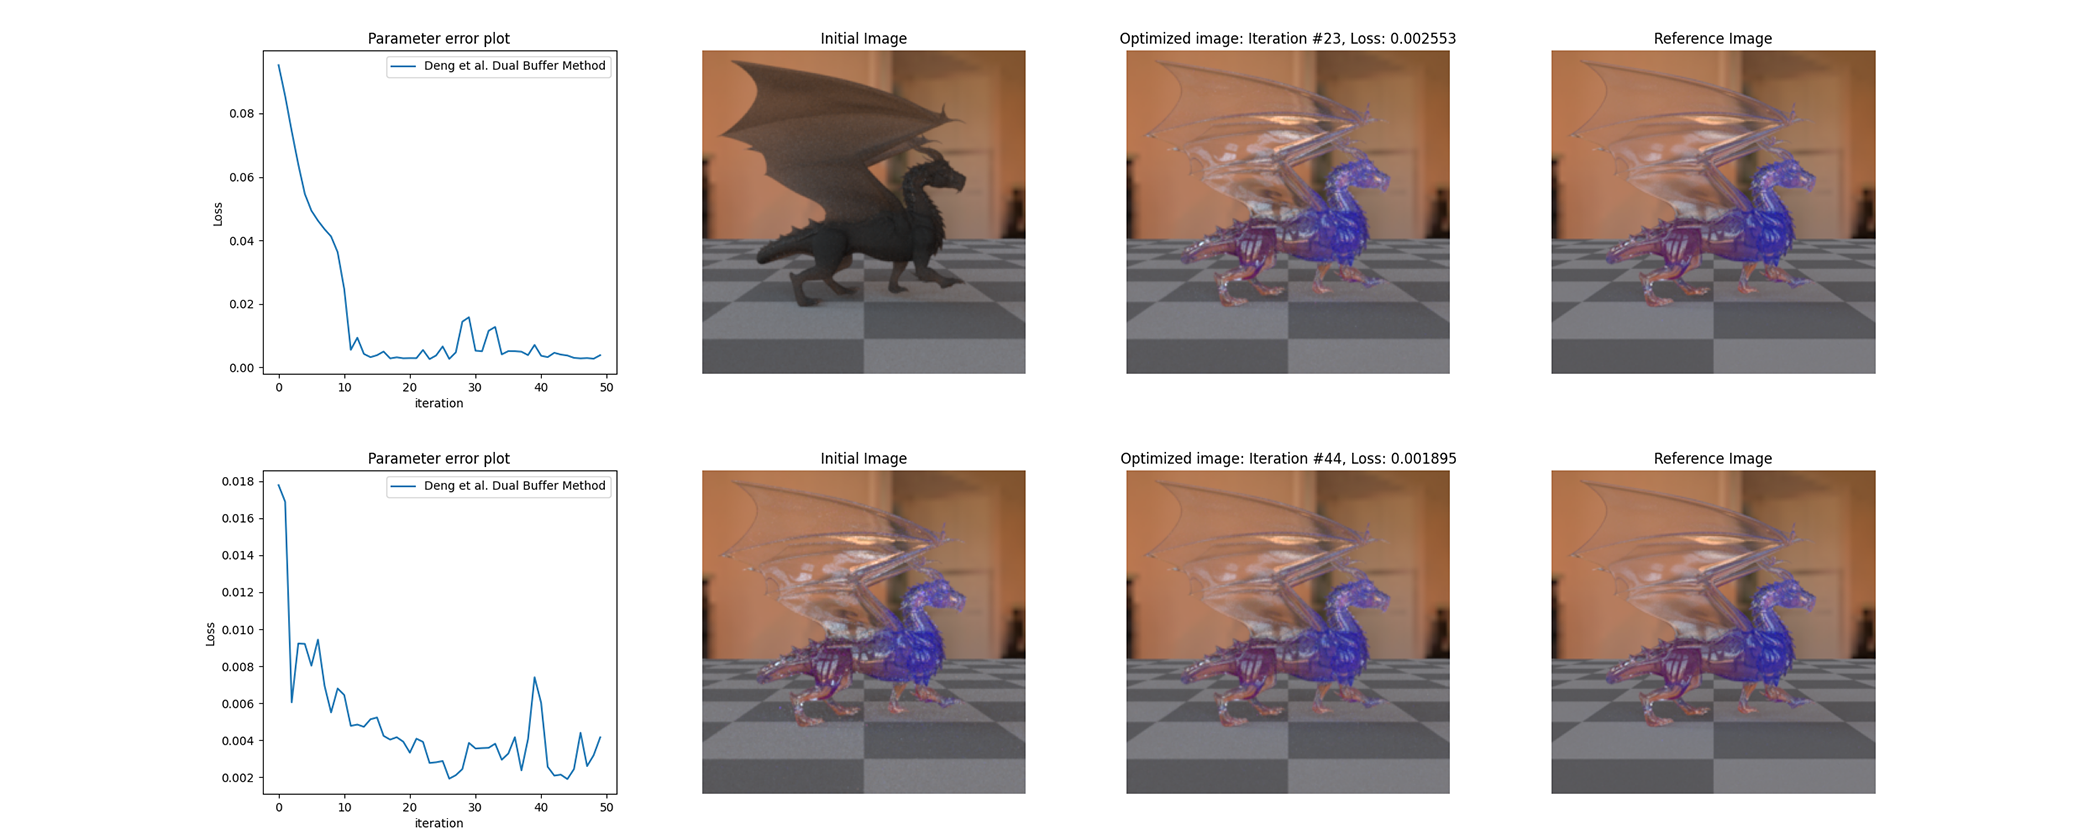 Parameter error plot
Initial Image
Optimized image: Iteration #23, Loss: 0.002553
Reference Image
Deng et al. Dual Buffer Method
Loss
0.08
0.06
0.04
0.02
0.00
0 10 20 30 40 50
iteration
Parameter error plot
Initial Image
Optimized image: Iteration #44, Loss: 0.001895
Reference Image
Deng et al. Dual Buffer Method
Loss
0.018
0.016
0.014
0.012
0.010
0.008
0.006
0.004
0.002
0 10 20 30 40 50
iteration